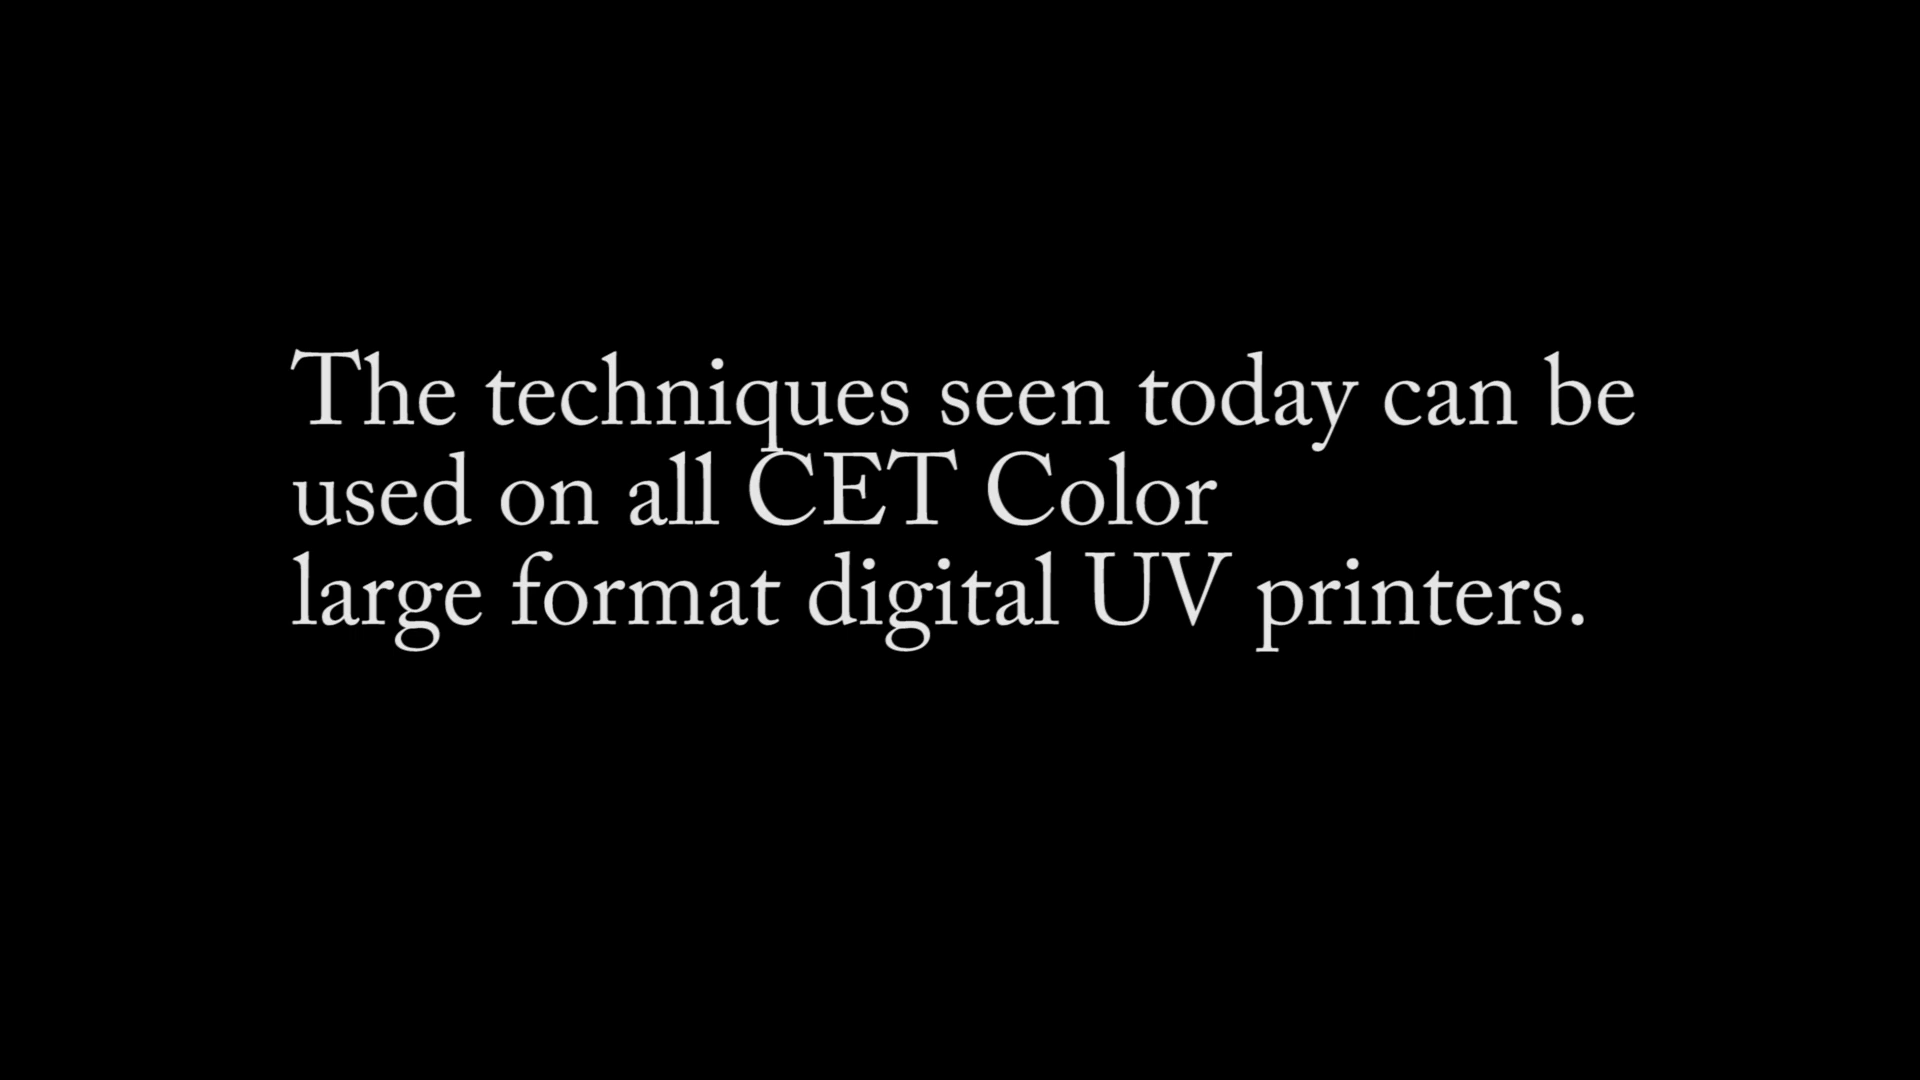 The techniques seen today can be
used on all CET Color
large format digital UV printers.